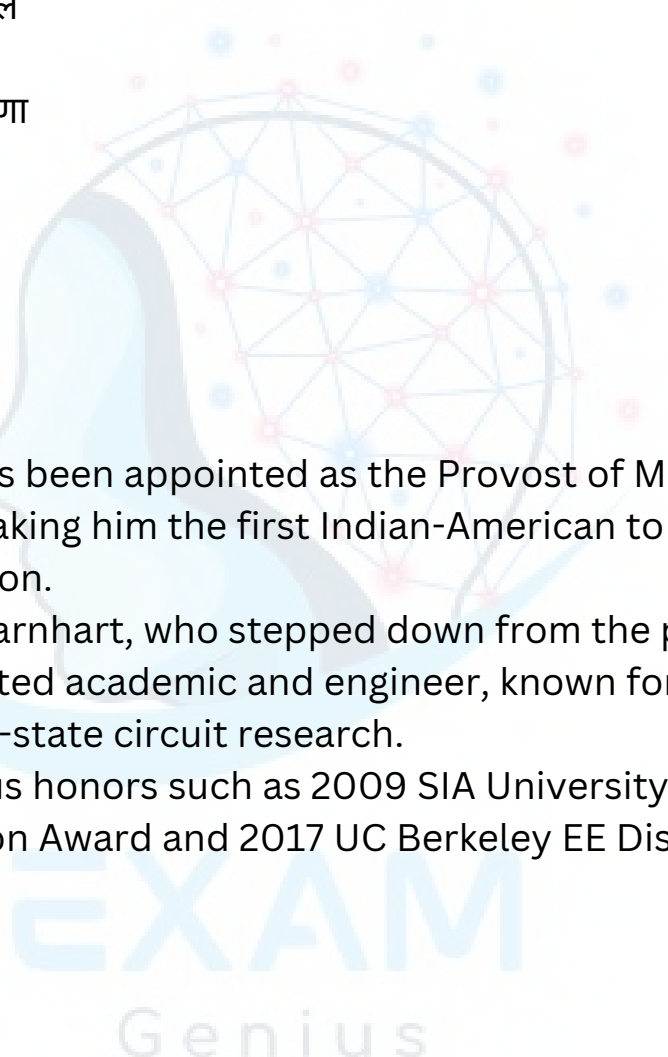 णा
s been appointed as the Provost of M
aking him the first Indian-American to
on.
arnhart, who stepped down from the p
ted academic and engineer, known for
-state circuit research.
us honors such as 2009 SIA University
on Award and 2017 UC Berkeley EE Dis
EXAM
Genius